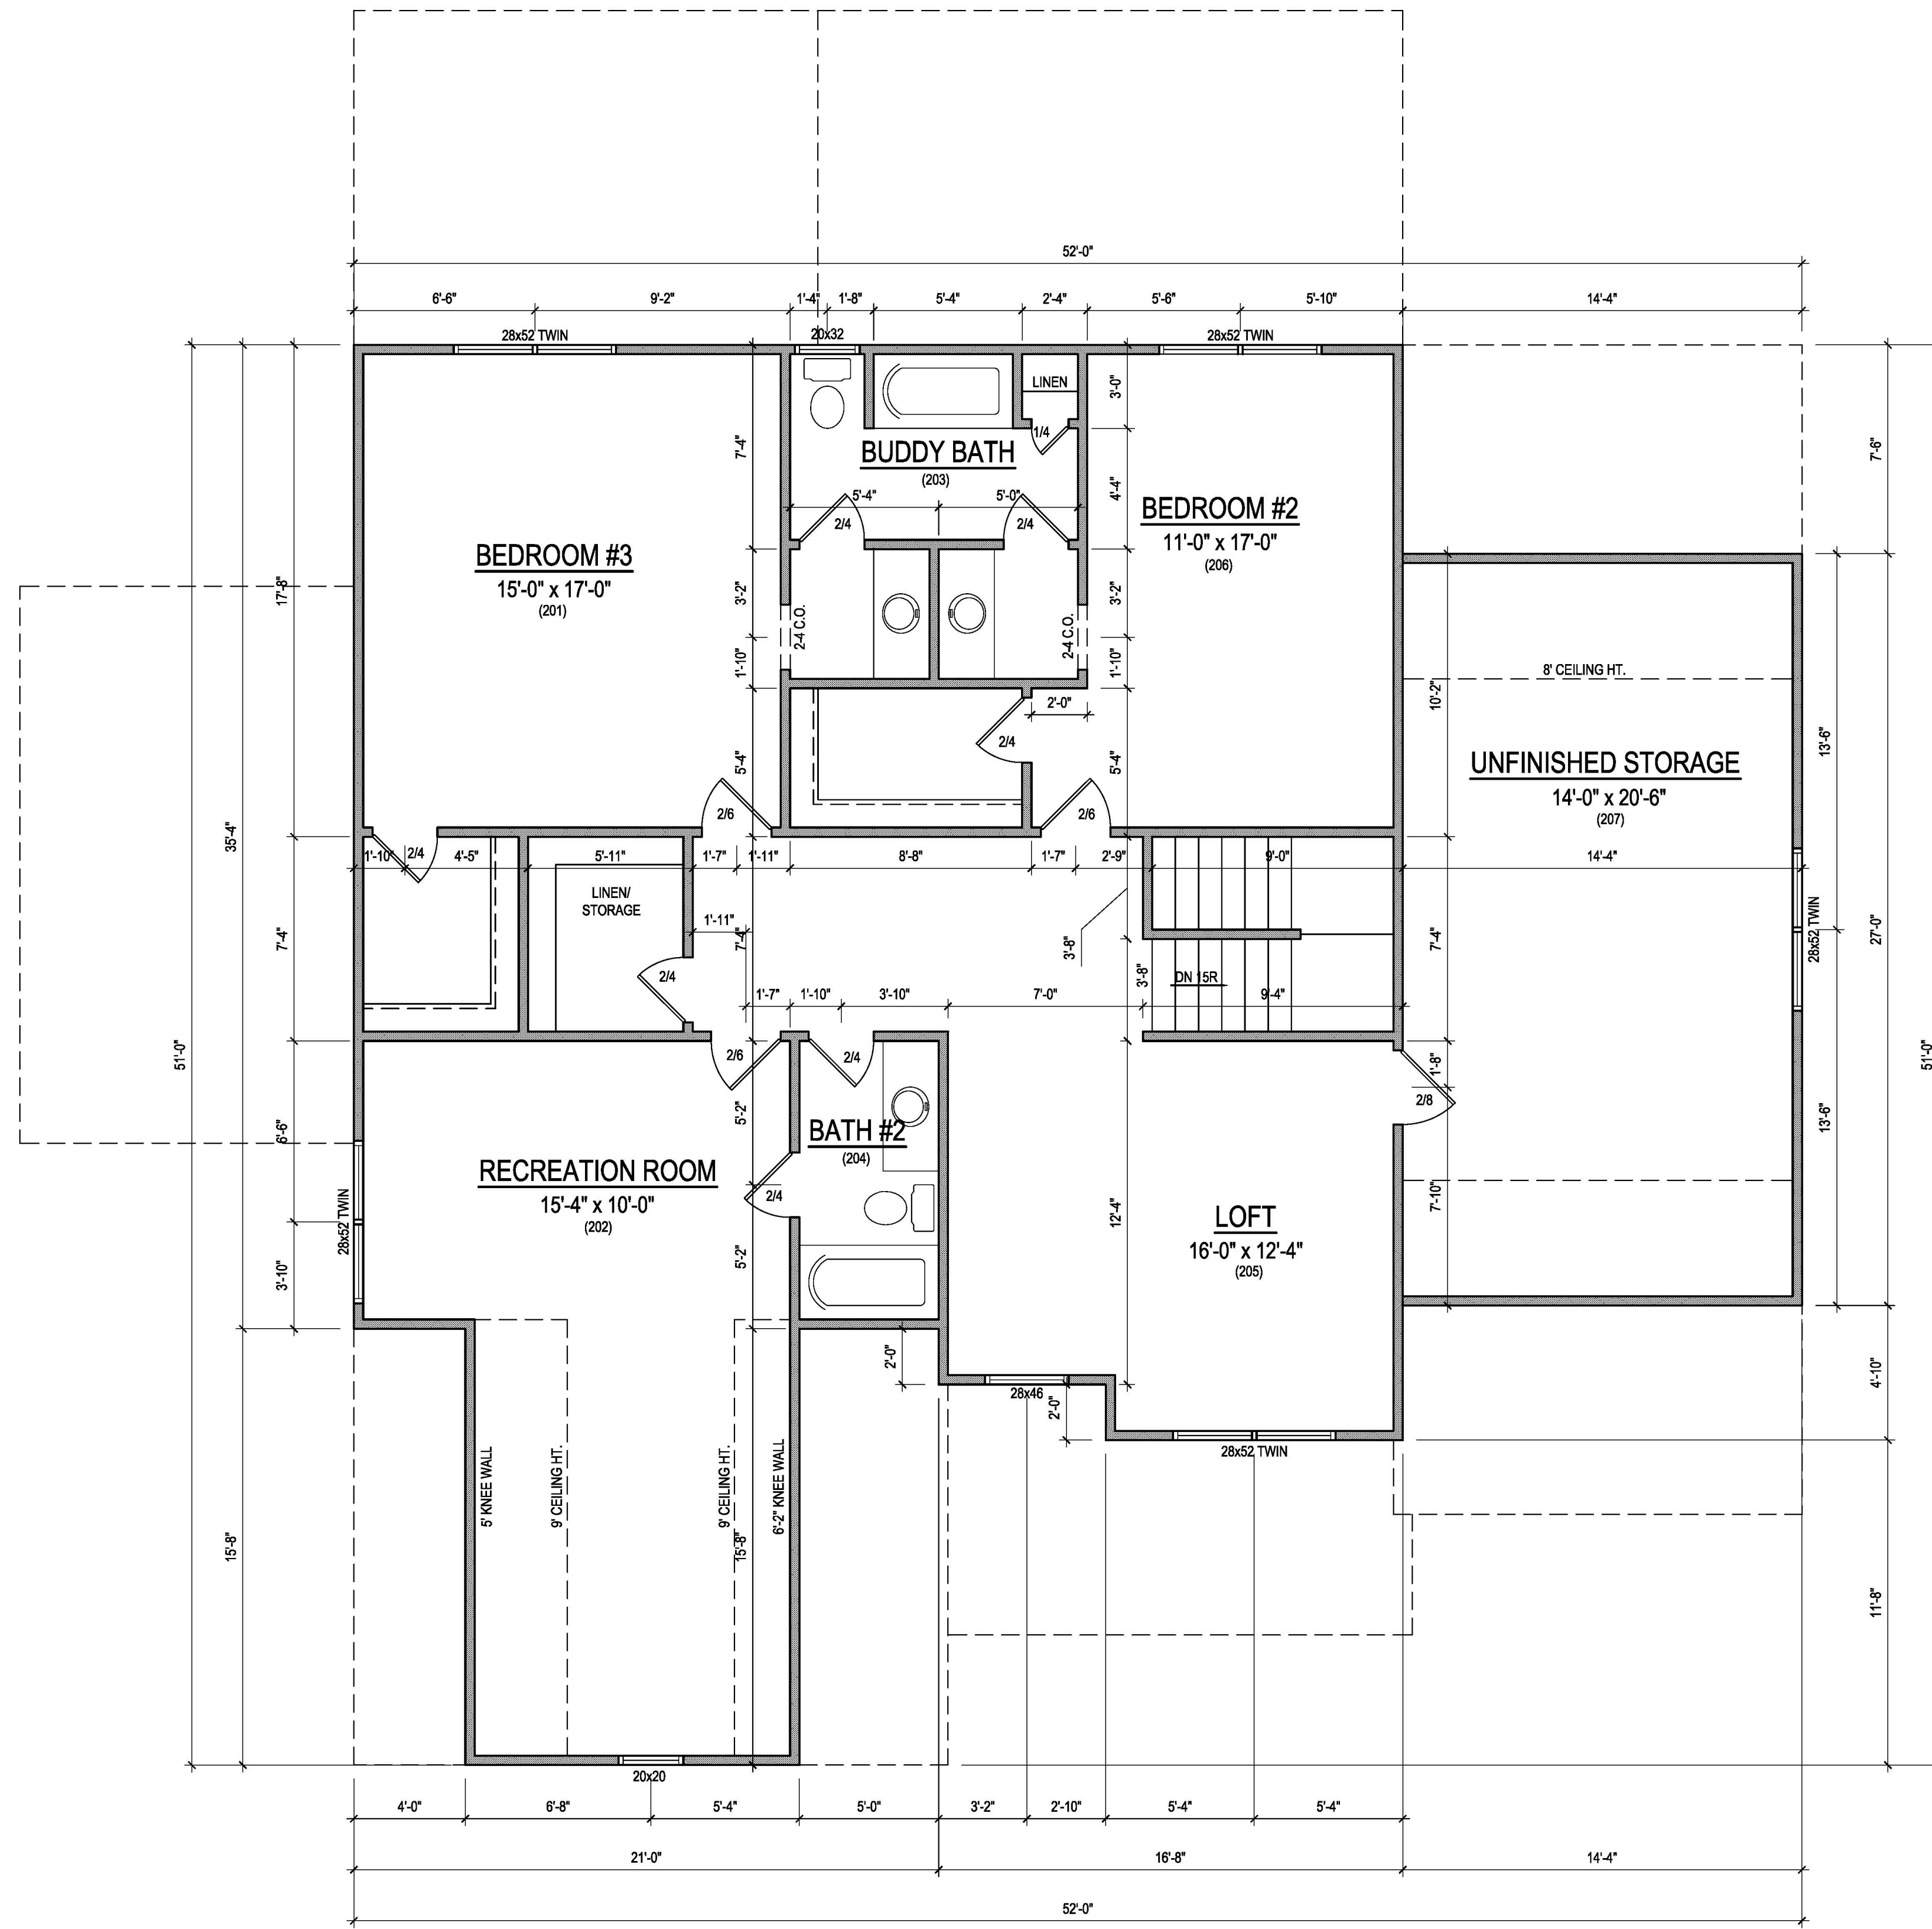 52'-0"
6'-6" 9'-2" 1'-4" 1'-8" 5'-4" 2'-4" 5'-6" 5'-10" 14'-4"
28x52 TWIN 20x32 28x52 TWIN
LINEN
3'-0"
1/4
7'-4"
BUDDY BATH
(203)
5'-4" 5'-0"
4'-4"
2/4 2/4
7'-6"
BEDROOM #2
11'-0" x 17'-0"
(206)
BEDROOM #3
15'-0" x 17'-0"
(201)
17'-8"
3'-2" 3'-2"
2-4 C.O. 2-4 C.O.
1'-10" 1'-10"
8' CEILING HT.
10'-2"
2'-0"
2/4
5'-4" 5'-4"
13'-6"
UNFINISHED STORAGE
14'-0" x 20'-6"
(207)
2/6 2/6
35'-4"
1'-10" 2/4 4'-5" 5'-11" 1'-7" 1'-11" 8'-8" 1'-7" 2'-9" 9'-0" 14'-4"
LINEN/
STORAGE
1'-11"
7'-4" 7'-4" 3'-8" 7'-4" 28x52 TWIN 27'-0"
2/4 3'-8" DN 15R
1'-7" 1'-10" 3'-10" 7'-0" 9'-4"
51'-0" 2/6 2/4 1'-8" 51'-0"
2/8
5'-2" 13'-6"
6'-6"
BATH #2
(204)
RECREATION ROOM
15'-4" x 10'-0"
(202)
2/4
28x52 TWIN
12'-4" 7'-10"
LOFT
16'-0" x 12'-4"
(205)
3'-10" 5'-2"
2'-0" 4'-10"
28x46
2'-0"
28x52 TWIN
5' KNEE WALL
9' CEILING HT.
9' CEILING HT.
6'-2" KNEE WALL
15'-8" 15'-8" 11'-8"
20x20
4'-0" 6'-8" 5'-4" 5'-0" 3'-2" 2'-10" 5'-4" 5'-4"
21'-0" 16'-8" 14'-4"
52'-0"